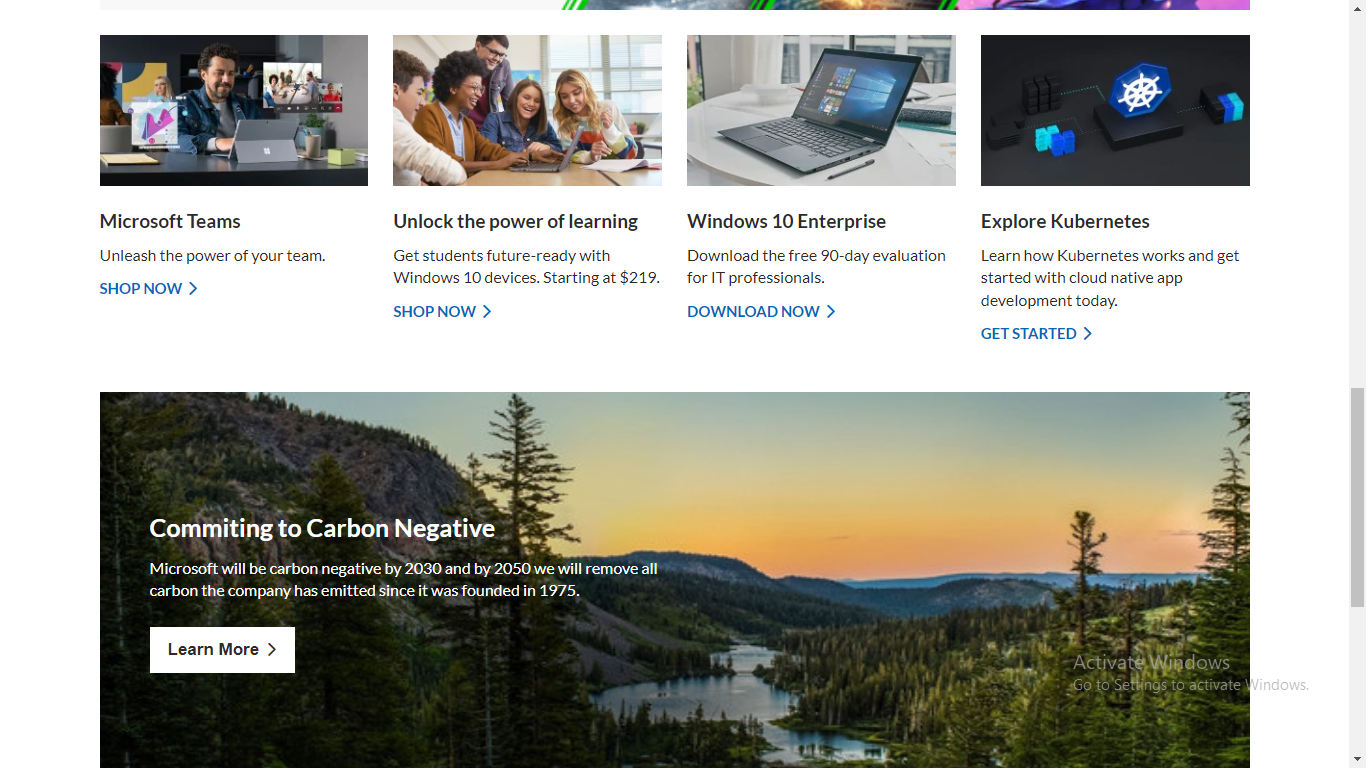 Microsoft Teams
Unleash the power of your team.
SHOP NOW
Unlock the power of learning
Get students future-ready with
Windows 10 devices. Starting at $219.
SHOP NOW
Windows 10 Enterprise
Download the free 90-day evaluation
for IT professionals.
DOWNLOAD NOW
Explore Kubernetes
Learn how Kubernetes works and get
started with cloud native app
development today.
GET STARTED
Commiting to Carbon Negative
Microsoft will be carbon negative by 2030 and by 2050 we will remove all
carbon the company has emitted since it was founded in 1975.
Learn More
Activate Windows
Go to Settings to activate Windows.